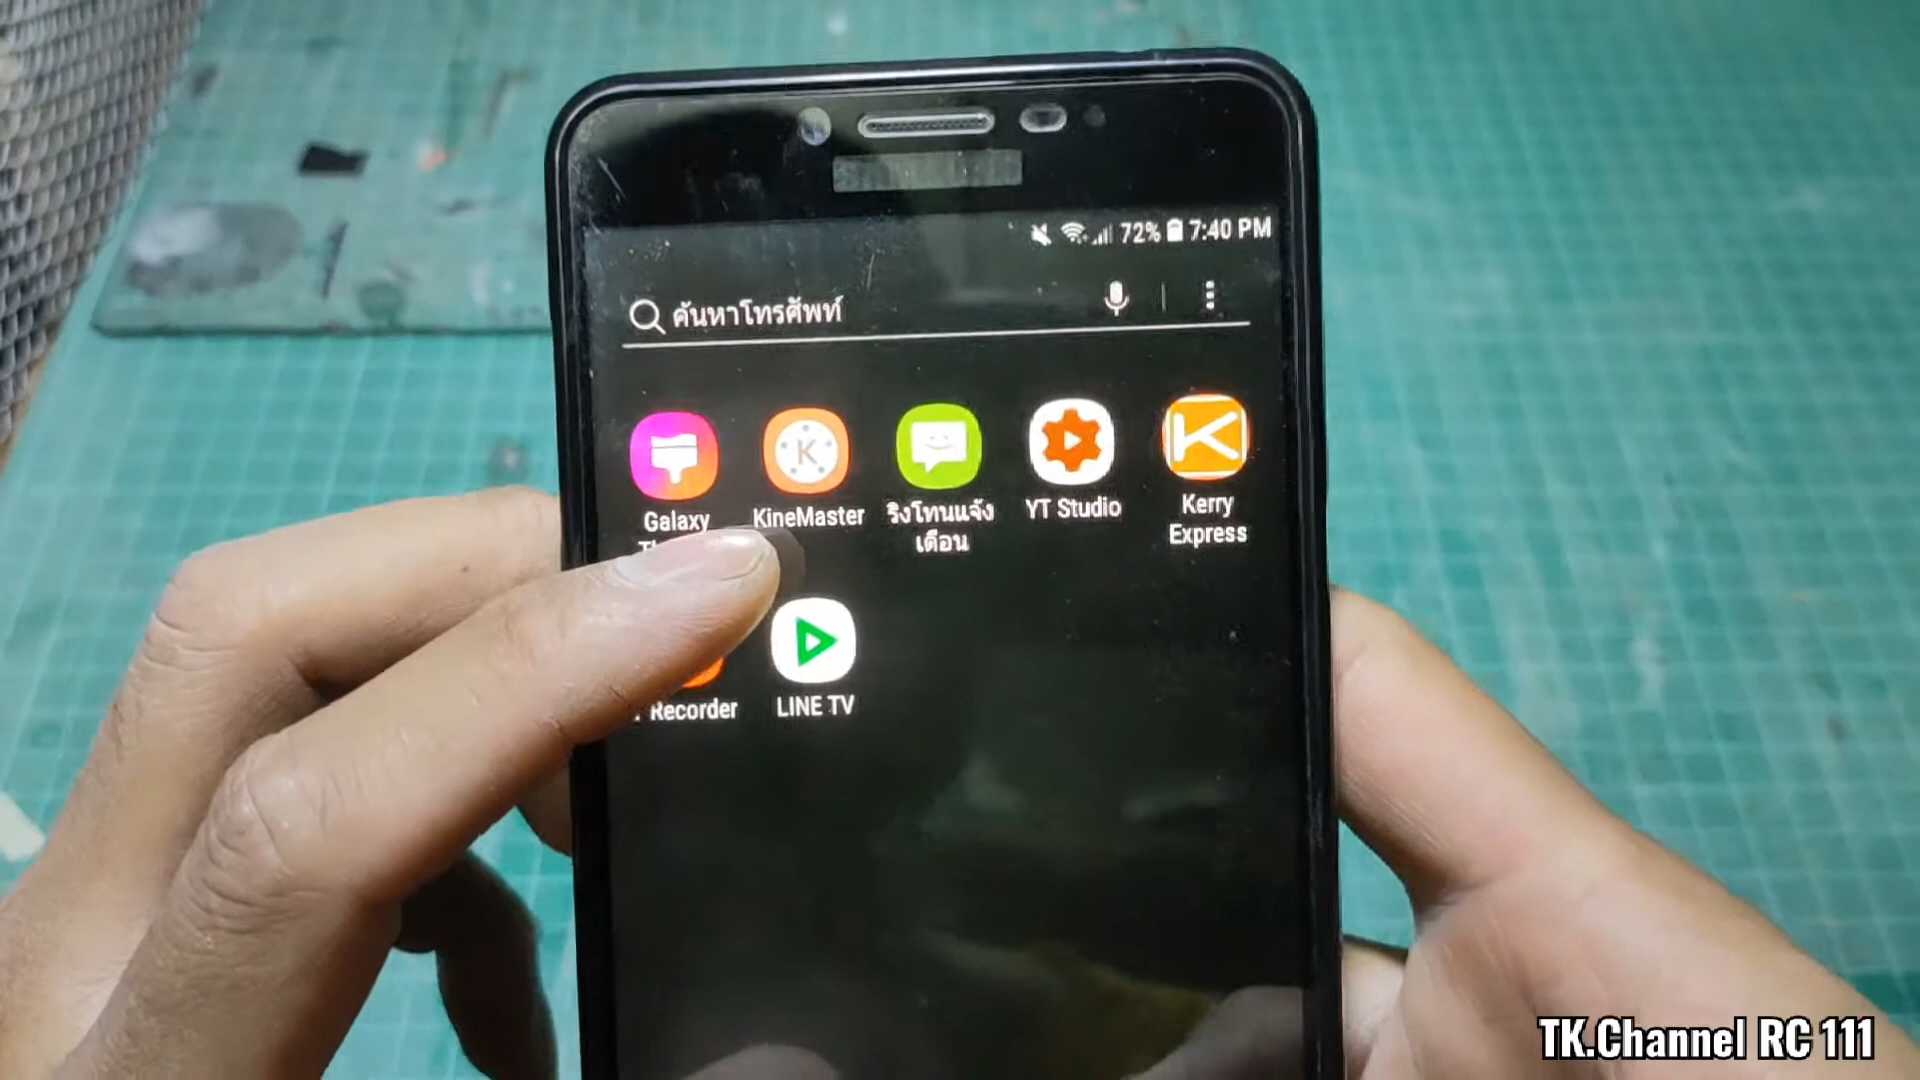 72% 7:40 PM
ค้นหาโทรศัพท์
Galaxy
KineMaster
ริงโทนแจ้ง
เตือน
YT Studio
Kerry
Express
Recorder
LINE TV
TK.Channel RC 111